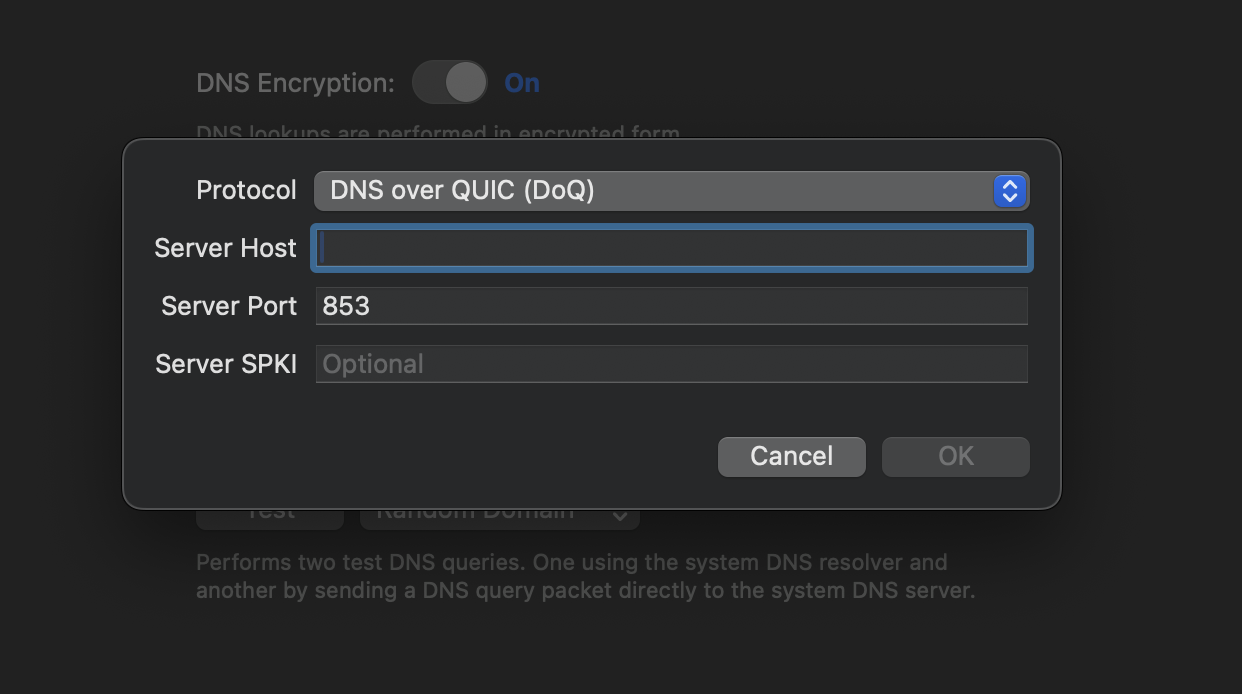 DNS Encryption: On
DNS lookups are performed in encrypted form
Protocol DNS over QUIC (DoQ)
Server Host
Server Port 853
Server SPKI Optional
Cancel OK
Test Random Domain
Performs two test DNS queries. One using the system DNS resolver and
another by sending a DNS query packet directly to the system DNS server.